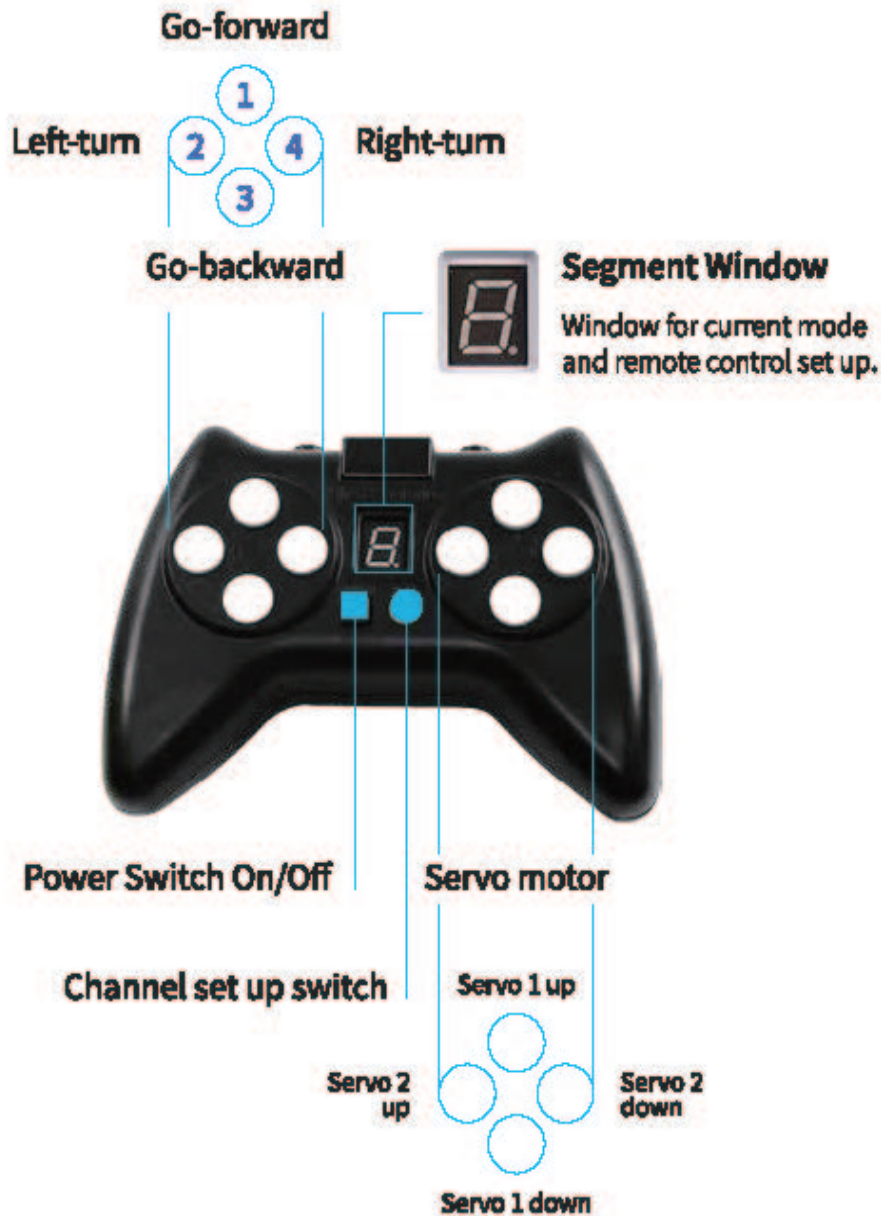 Go-forward
1
Left-turn
2
4
Right-turn
3
Go-backward
8.
Segment Window
Window for current mode
and remote control set up.
8.
Power Switch On/Off
Servo motor
Channel set up switch
Servo 1 up
Servo 2
up
Servo 2
down
Servo 1 down